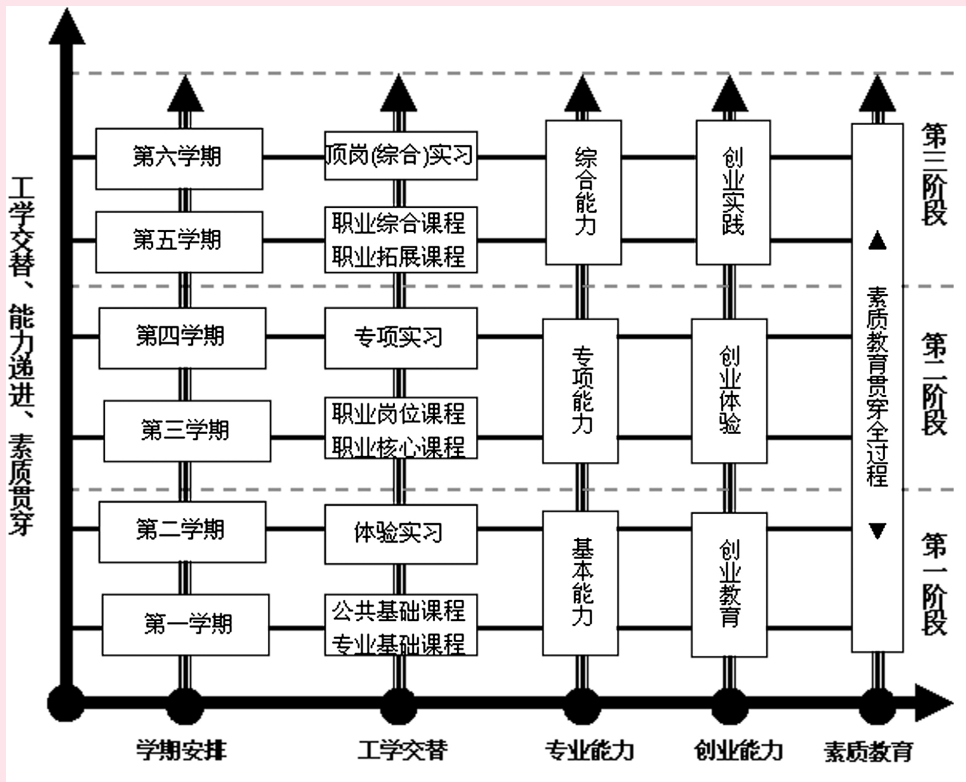 工学交替、能力递进、素质贯穿
第六学期
顶岗(综合)实习
综合能力
创业实践
第三阶段
第五学期
职业综合课程
职业拓展课程
第四学期
专项实习
专项能力
创业体验
素质教育贯穿全过程
第二阶段
第三学期
职业岗位课程
职业核心课程
第二学期
体验实习
基本能力
创业教育
第一阶段
第一学期
公共基础课程
专业基础课程
学期安排
工学交替
专业能力
创业能力
素质教育